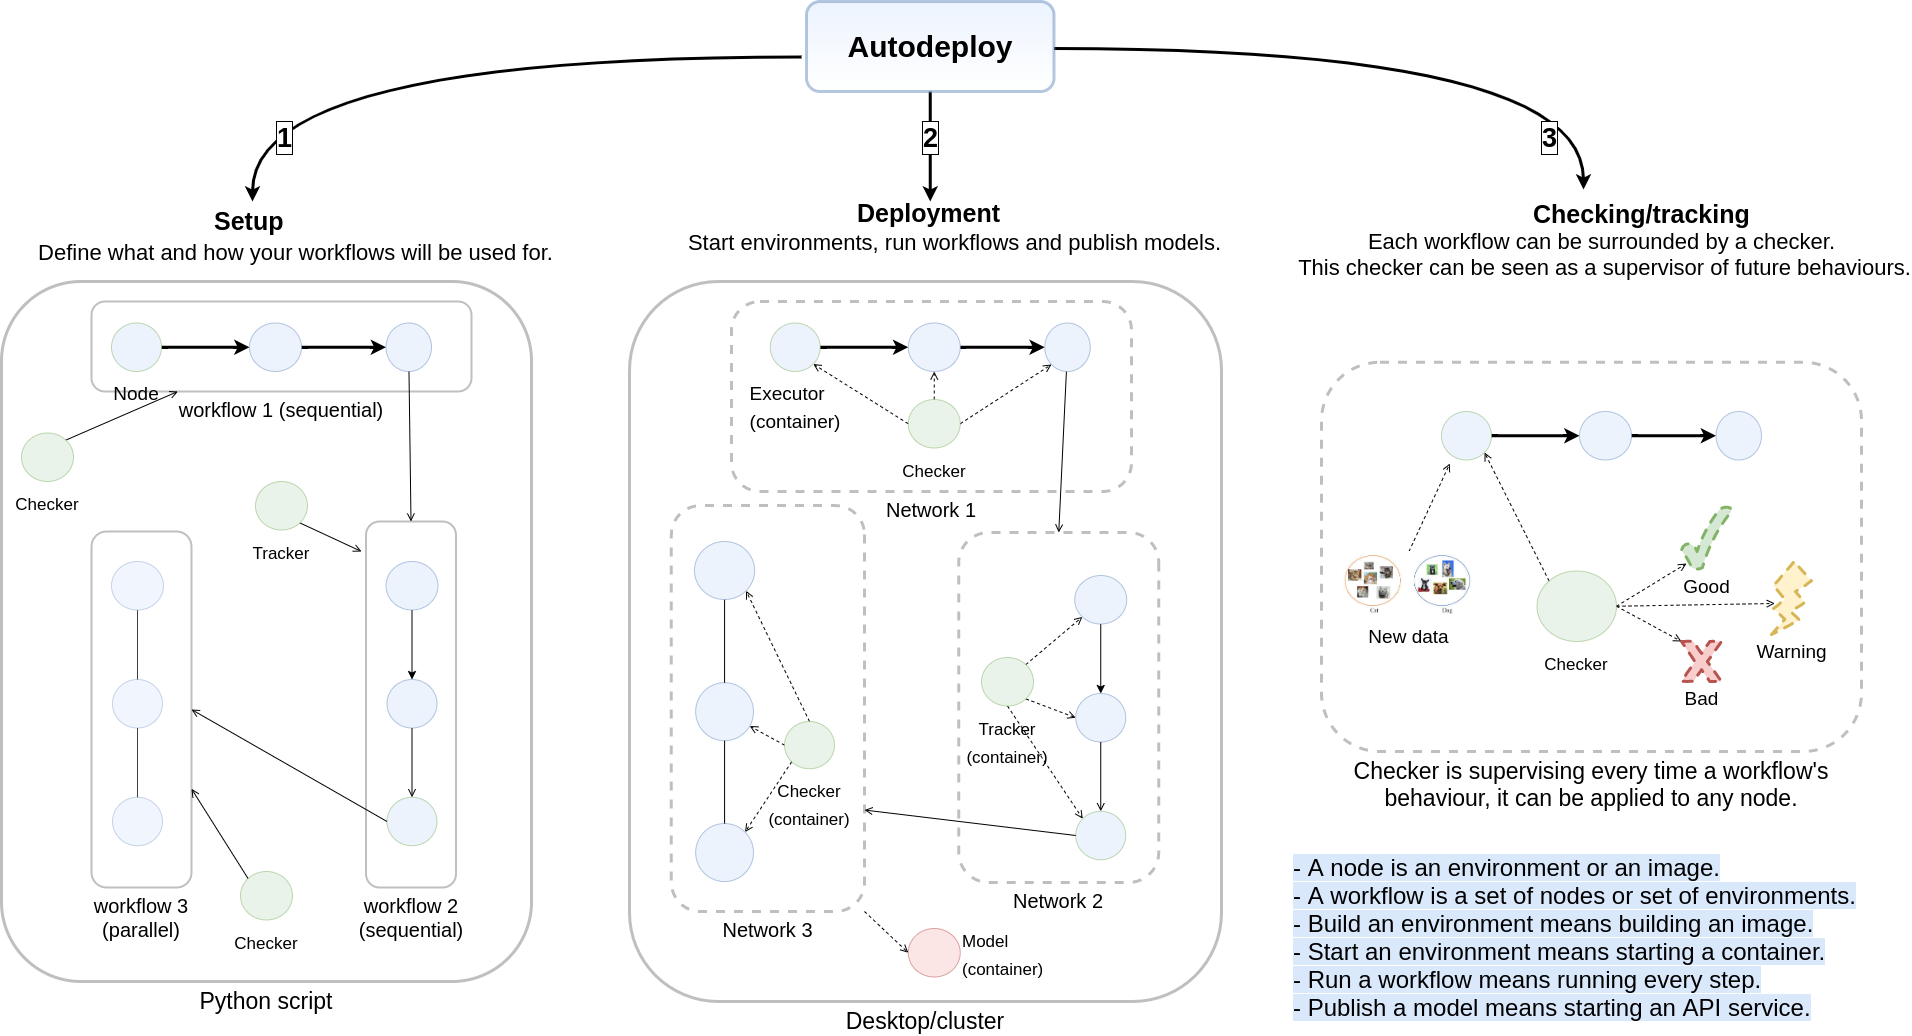 Autodeploy
1
2
3
Setup
Define what and how your workflows will be used for.
Node
workflow 1 (sequential)
Checker
Tracker
workflow 3
(parallel)
Checker
workflow 2
(sequential)
Python script
Deployment
Start environments, run workflows and publish models.
Executor
(container)
Checker
Network 1
Tracker
(container)
Checker
(container)
Network 2
Network 3
Model
(container)
Desktop/cluster
Checking/tracking
Each workflow can be surrounded by a checker.
This checker can be seen as a supervisor of future behaviours.
Cat
Dog
New data
Checker
Good
Warning
Bad
Checker is supervising every time a workflow's
behaviour, it can be applied to any node.
- A node is an environment or an image.
- A workflow is a set of nodes or set of environments.
- Build an environment means building an image.
- Start an environment means starting a container.
- Run a workflow means running every step.
- Publish a model means starting an API service.